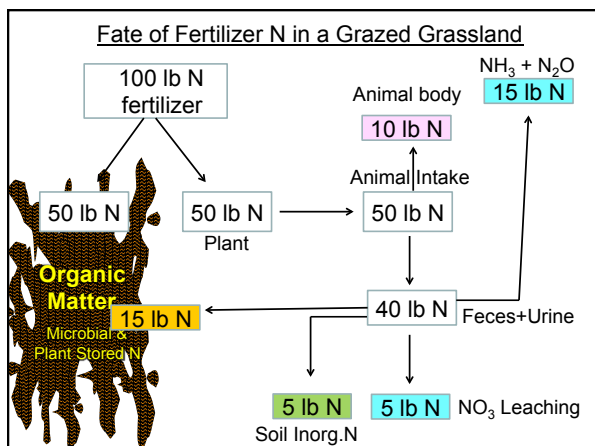 Fate of Fertilizer N in a Grazed Grassland
100 lb N
fertilizer
NH₃ + N₂O
15 lb N
Animal body
10 lb N
Animal Intake
50 lb N
50 lb N
Plant
50 lb N
Organic
Matter
Microbial &
Plant Stored N
15 lb N
40 lb N
Feces+Urine
5 lb N
Soil Inorg.N
5 lb N
NO₃ Leaching